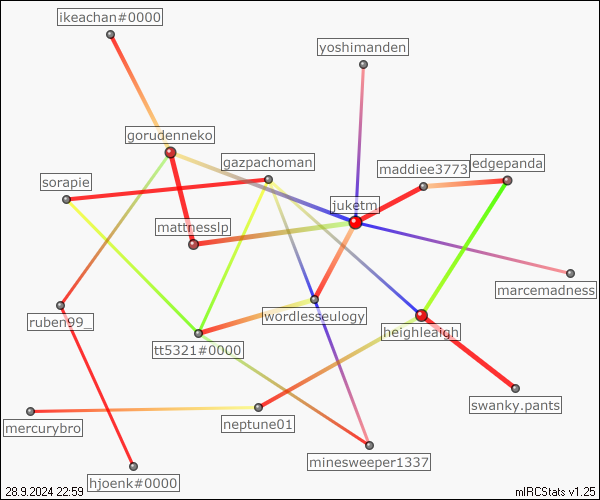 ikeachan#0000
yoshimanden
gorudenneko
gazpachoman
edgepanda
maddiee3773
sorapie
juketm
mattnesslp
marcemadness
wordlesseulogy
ruben99_
heighleaigh
tt5321#0000
swanky.pants
neptune01
mercurybro
minesweeper1337
hjoenk#0000
28.9.2024 22:59
mIRCStats v1.25